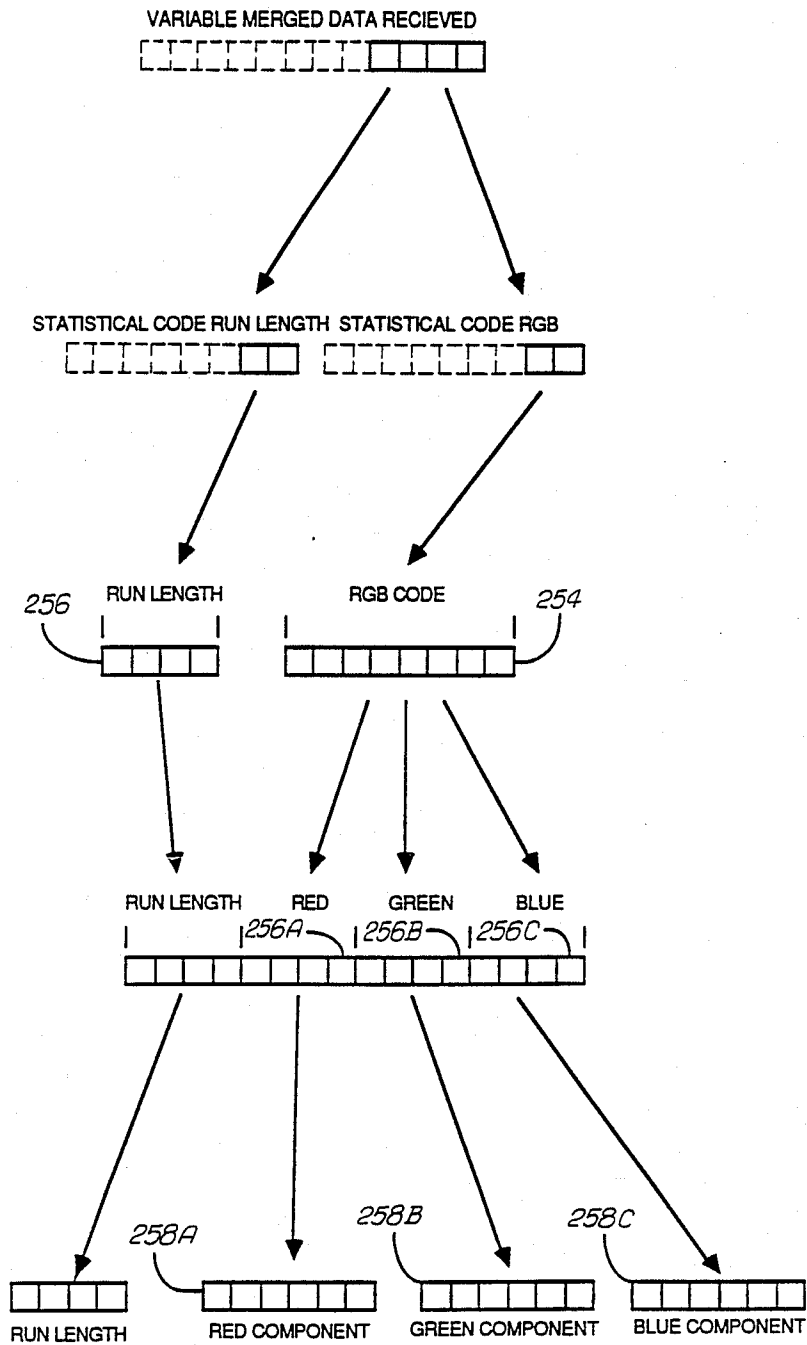 VARIABLE MERGED DATA RECIEVED
STATISTICAL CODE RUN LENGTH STATISTICAL CODE RGB
RUN LENGTH RGB CODE
256 254
RUN LENGTH RED GREEN BLUE
256A 256B 256C
258A 258B 258C
RUN LENGTH RED COMPONENT GREEN COMPONENT BLUE COMPONENT